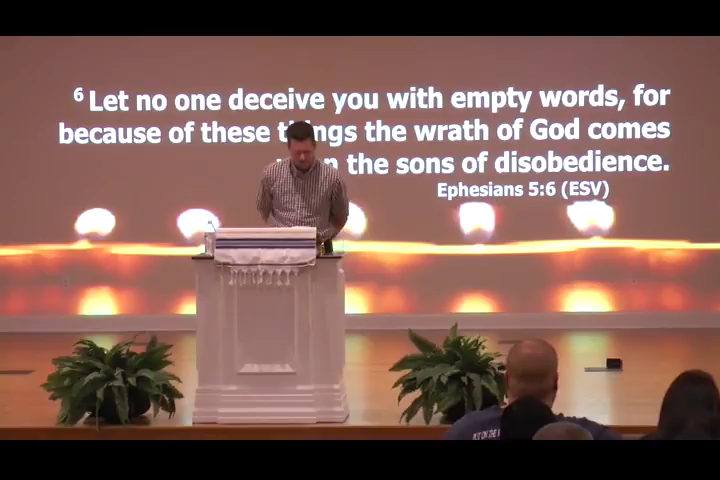 6 Let no one deceive you with empty words, for
because of these things the wrath of God comes
the sons of disobedience.
Ephesians 5:6 (ESV)